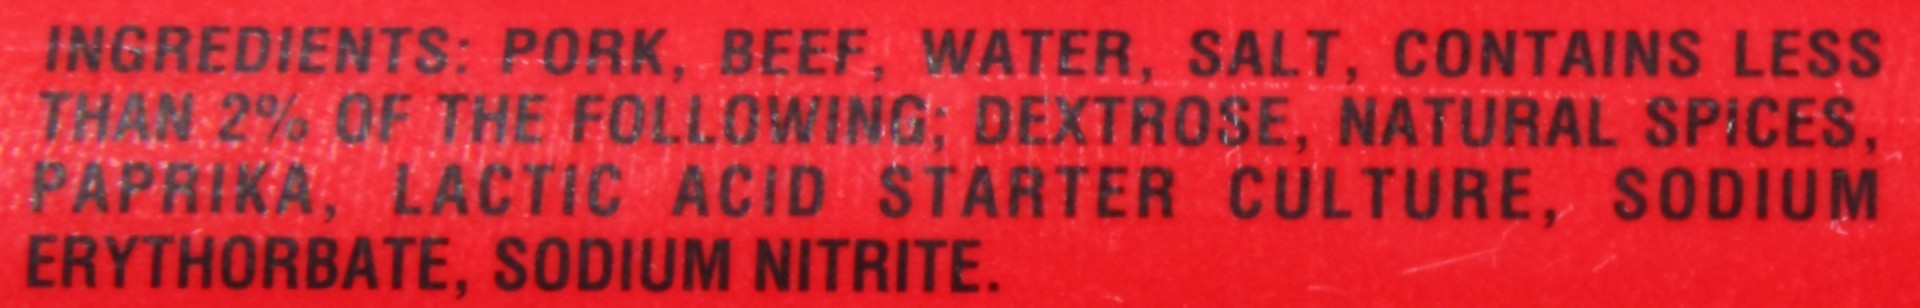 INGREDIENTS: PORK, BEEF, WATER, SALT, CONTAINS LESS
THAN 2% OF THE FOLLOWING; DEXTROSE, NATURAL SPICES,
PAPRIKA, LACTIC ACID STARTER CULTURE, SODIUM
ERYTHORBATE, SODIUM NITRITE.